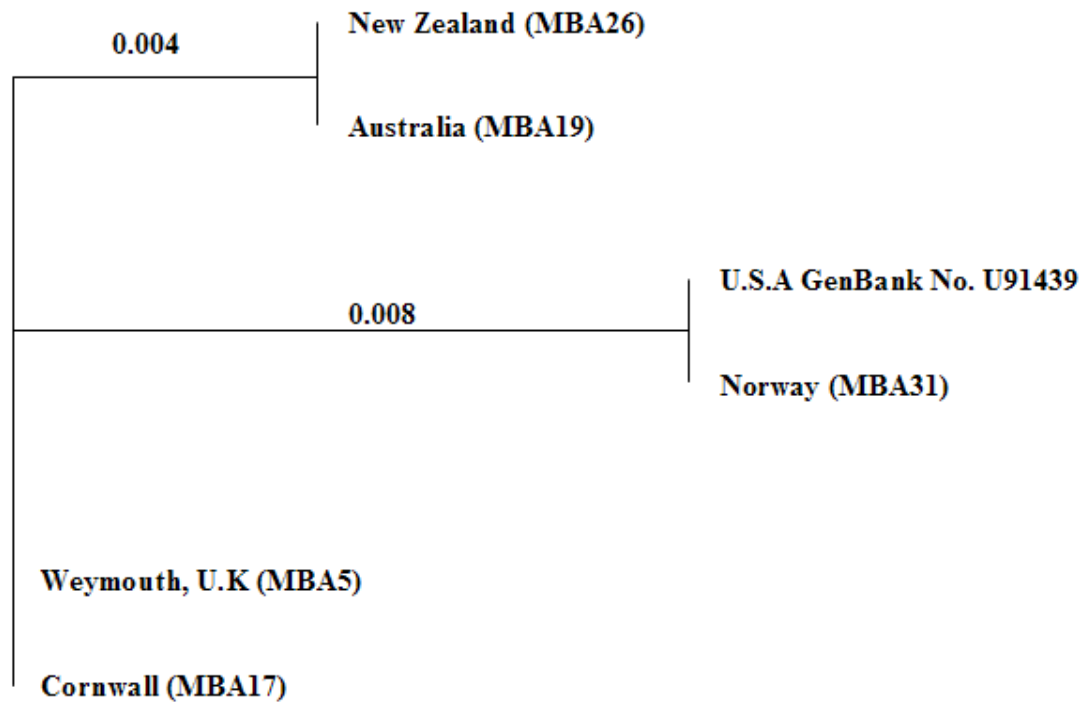 0.004
New Zealand (MBA26)
Australia (MBA19)
U.S.A GenBank No. U91439
0.008
Norway (MBA31)
Weymouth, U.K (MBA5)
Cornwall (MBA17)